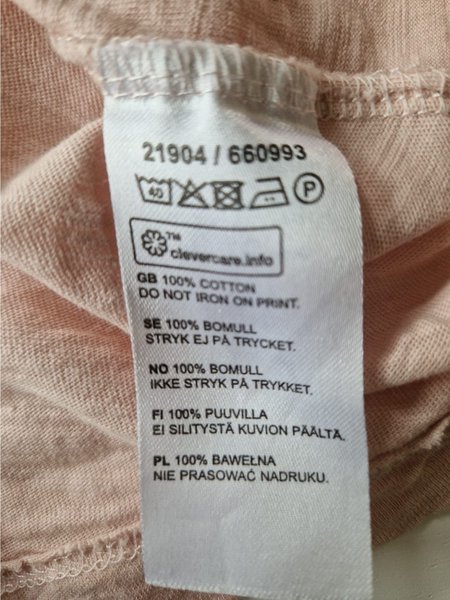 21904 / 660993
40 P
TM
clevercare.info
GB 100% COTTON
DO NOT IRON ON PRINT.
SE 100% BOMULL
STRYK EJ PÅ TRYCKET.
NO 100% BOMULL
IKKE STRYK PÅ TRYKKET.
FI 100% PUUVILLA
EI SILITYSTÄ KUVION PÄÄLTÄ.
PL 100% BAWEŁNA
NIE PRASOWAĆ NADRUKU.